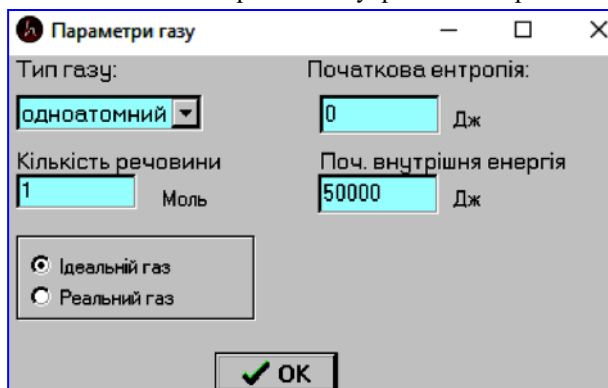 Параметри газу
Тип газу:
Початкова ентропія:
одноатомний
0
Дж
Кількість речовини
Поч. внутрішня енергія
1
Моль
50000
Дж
Ідеальній газ
Реальний газ
OK